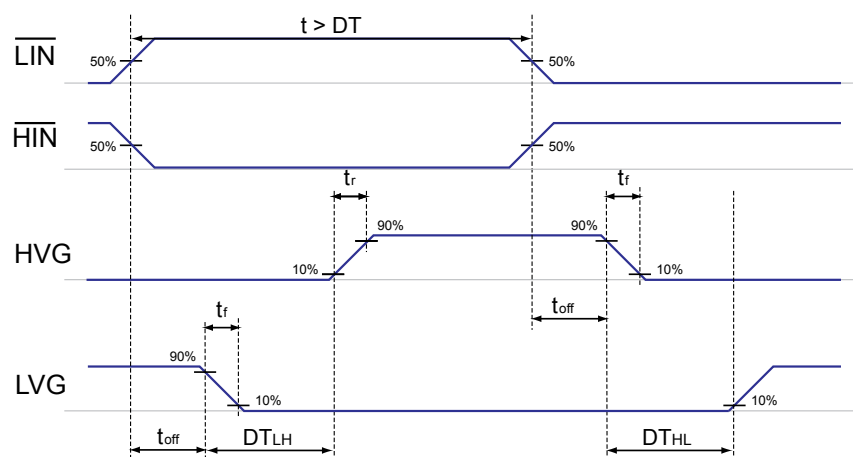 t > DT
LIN
50%
50%
HIN
50%
50%
tr
tf
HVG
90%
90%
10%
10%
tf
toff
LVG
90%
10%
10%
toff
DTLH
DTHL